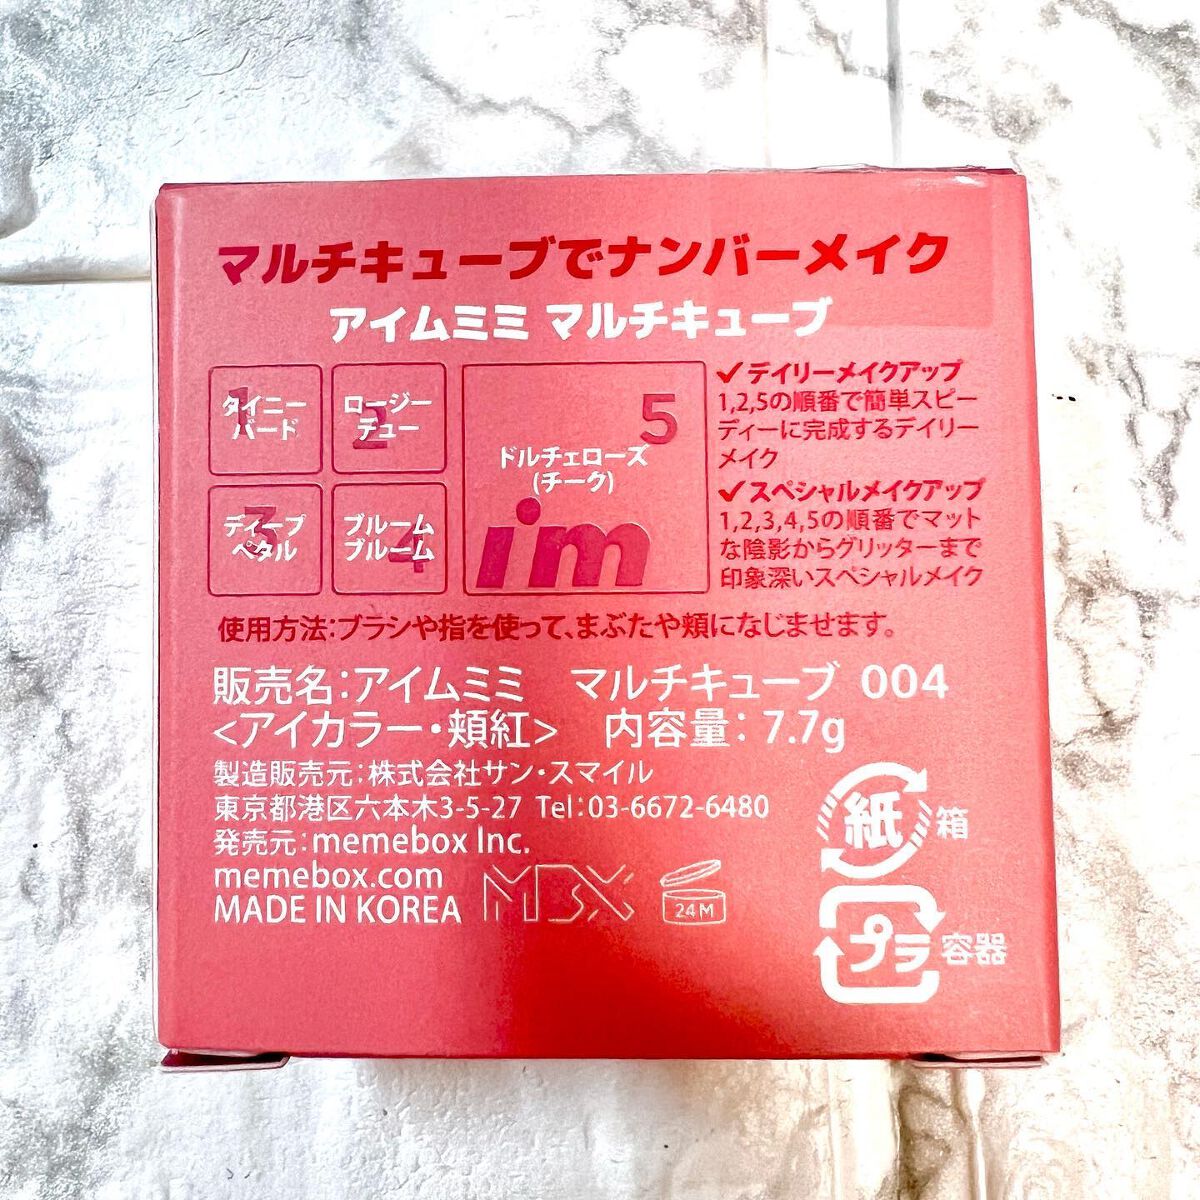 マルチキューブでナンバーメイク
アイムミミ マルチキューブ
1
タイニー
バード
2
ロージー
デュー
3
ディープ
ペタル
4
ブルーム
ブルーム
5
ドルチェローズ
(チーク)
i'm
✓デイリーメイクアップ
1,2,5の順番で簡単スピー
ディーに完成するデイリー
メイク
✓スペシャルメイクアップ
1,2,3,4,5の順番でマット
な陰影からグリッターまで
印象深いスペシャルメイク
使用方法:ブラシや指を使って、まぶたや頬になじませます。
販売名:アイムミミ マルチキューブ 004
<アイカラー・頬紅> 内容量: 7.7g
製造販売元:株式会社サン・スマイル
東京都港区六本木3-5-27 Tel:03-6672-6480
発売元:memebox Inc.
memebox.com
MADE IN KOREA
MBX
24M
紙 箱
プラ 容器